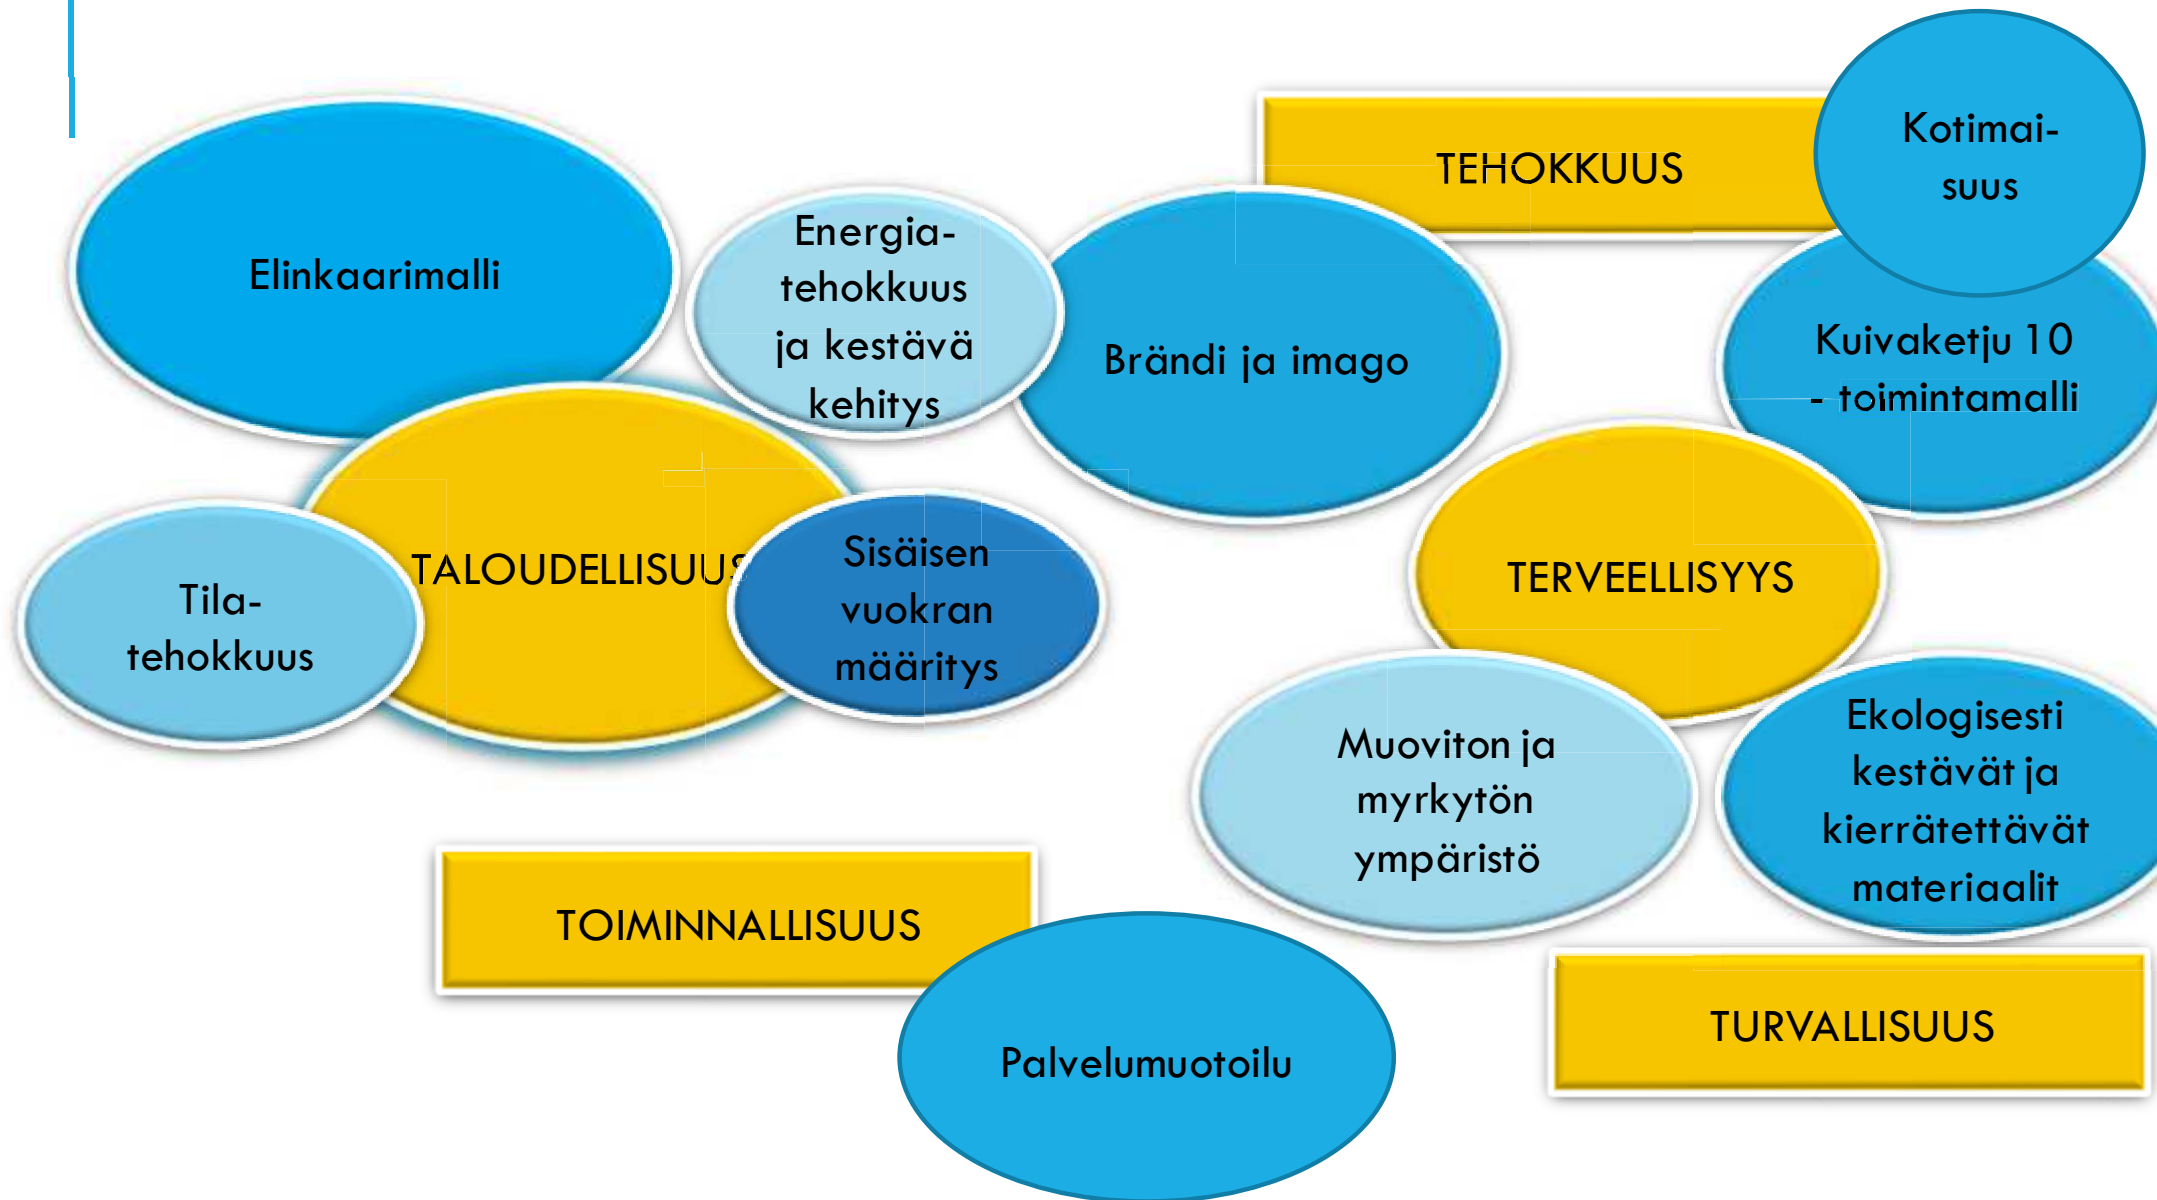 Elinkaarimalli
Energia-
tehokkuus
ja kestävä
kehitys
TEHOKKUUS
Kotimai-
suus
Brändi ja imago
Kuivaketju 10
- toimintamalli
Tila-
tehokkuus
TALOUDELLISUUS
Sisäisen
vuokran
määritys
TERVEELLISYYS
Muoviton ja
myrkytön
ympäristö
Ekologisesti
kestävät ja
kierrätettävät
materiaalit
TOIMINNALLISUUS
Palvelumuotoilu
TURVALLISUUS